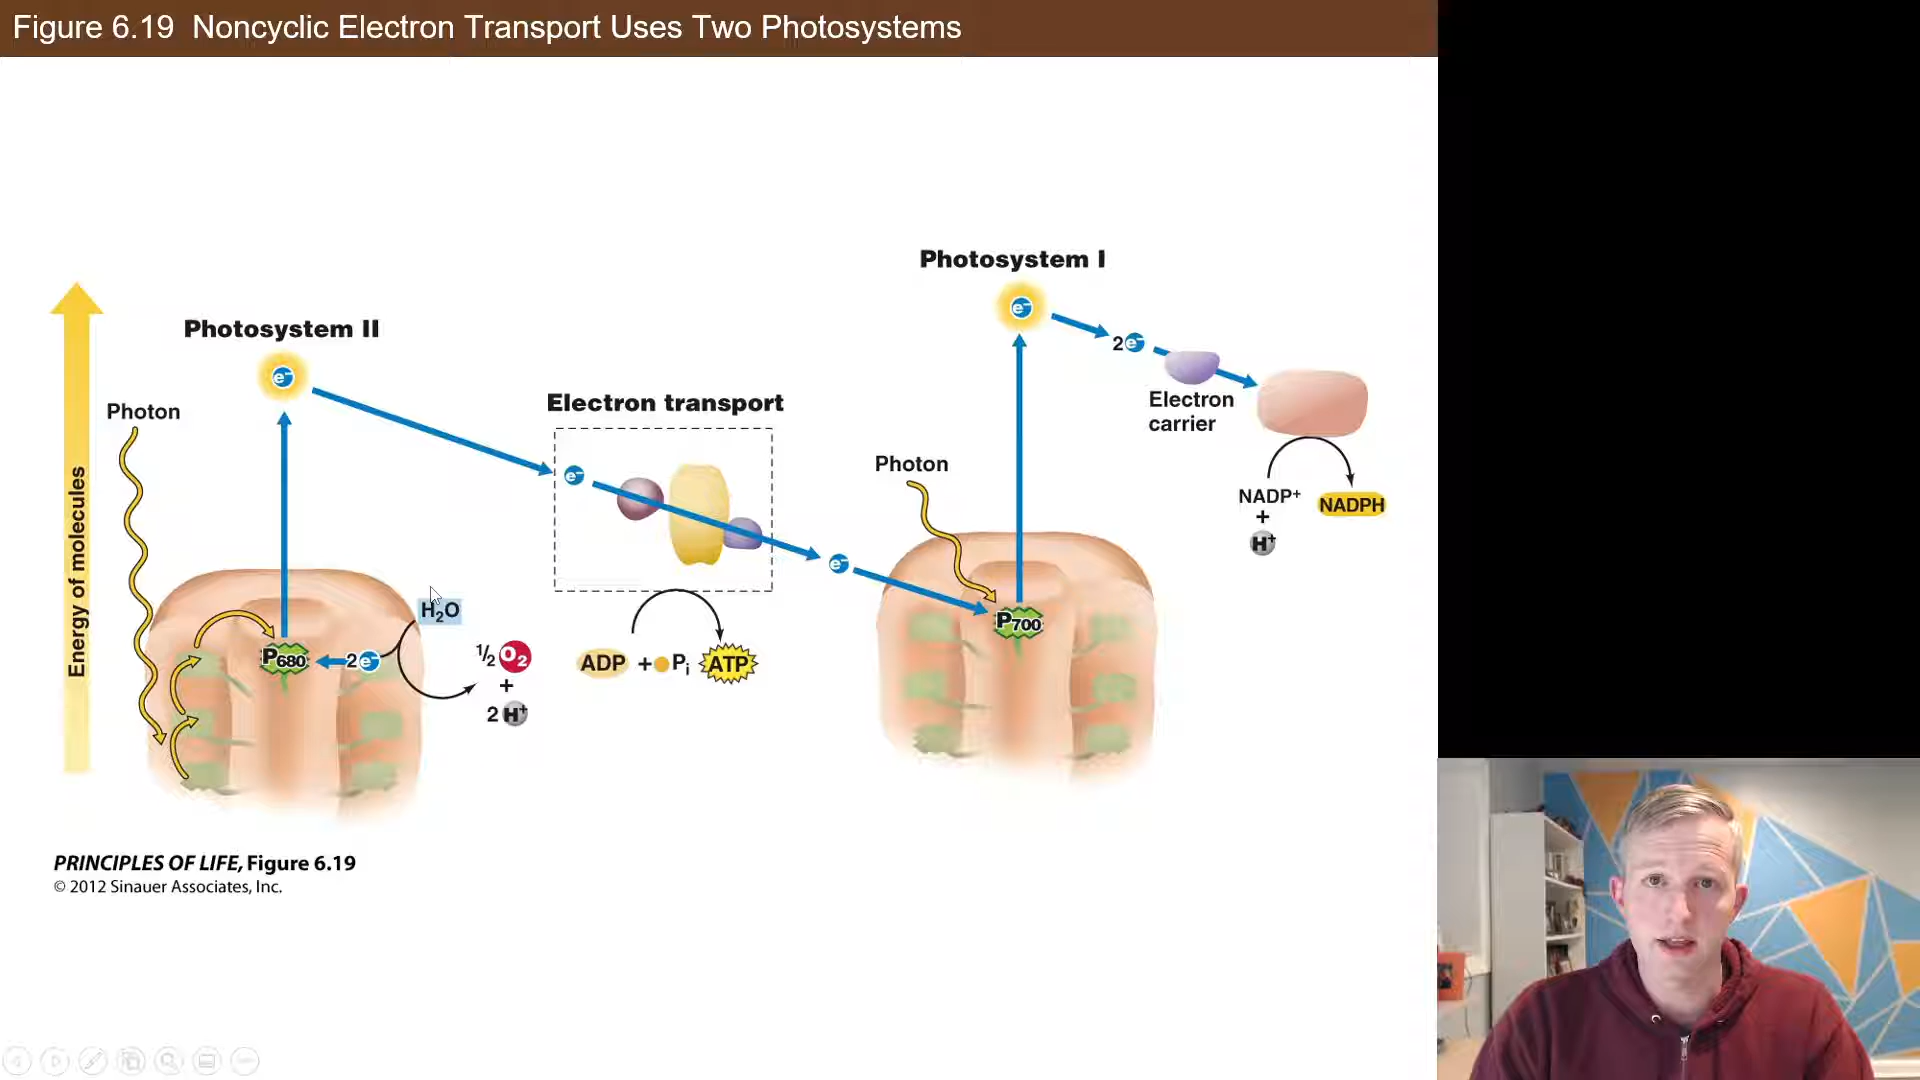 Figure 6.19 Noncyclic Electron Transport Uses Two Photosystems
Photosystem I
e⁻
2e⁻
Electron
carrier
NADP⁺
+
H⁺
NADPH
Photosystem II
e⁻
Photon
Energy of molecules
Electron transport
e⁻
e⁻
Photon
P₇₀₀
H₂O
P₆₈₀
2e⁻
½ O₂
+
2 H⁺
ADP + Pᵢ ATP
PRINCIPLES OF LIFE, Figure 6.19
© 2012 Sinauer Associates, Inc.